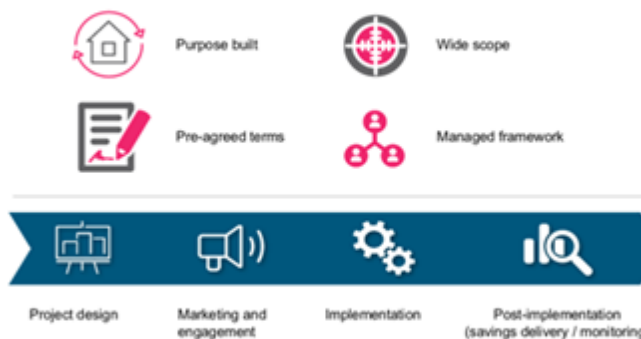 Purpose built
Wide scope
Pre-agreed terms
Managed framework
Project design
Marketing and
engagement
Implementation
Post-implementation
(savings delivery / monitoring